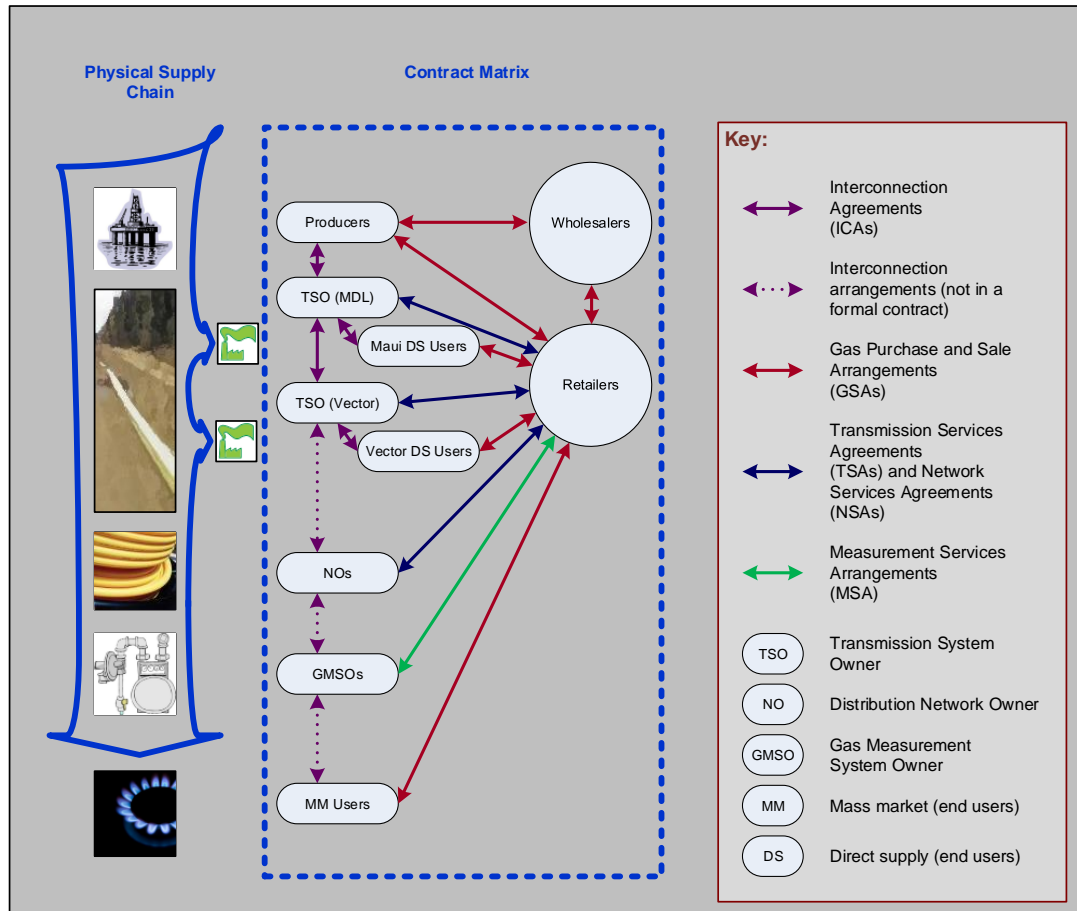 Physical Supply
Chain
Contract Matrix
Producers
Wholesalers
TSO (MDL)
Maui DS Users
Retailers
TSO (Vector)
Vector DS Users
NOs
GMSOs
MM Users
Key:
Interconnection
Agreements
(ICAs)
Interconnection
arrangements (not in a
formal contract)
Gas Purchase and Sale
Arrangements
(GSAs)
Transmission Services
Agreements
(TSAs) and Network
Services Agreements
(NSAs)
Measurement Services
Arrangements
(MSA)
TSO
Transmission System
Owner
NO
Distribution Network Owner
GMSO
Gas Measurement
System Owner
MM
Mass market (end users)
DS
Direct supply (end users)